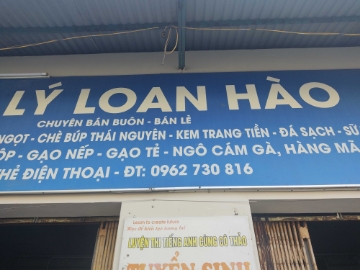 LÝ LOAN HÀO
CHUYÊN BÁN BUÔN - BÁN LẺ
NGỌT - CHÈ BÚP THÁI NGUYÊN - KEM TRANG TIỀN - ĐÁ SẠCH - SỮ
ỐP - GẠO NẾP - GẠO TẺ - NGÔ CÁM GÀ, HÀNG MÃ
THẺ ĐIỆN THOẠI - ĐT: 0962 730 816
LUYỆN THI TIẾNG ANH CÙNG CÔ THẢO
TUYỂN SINH